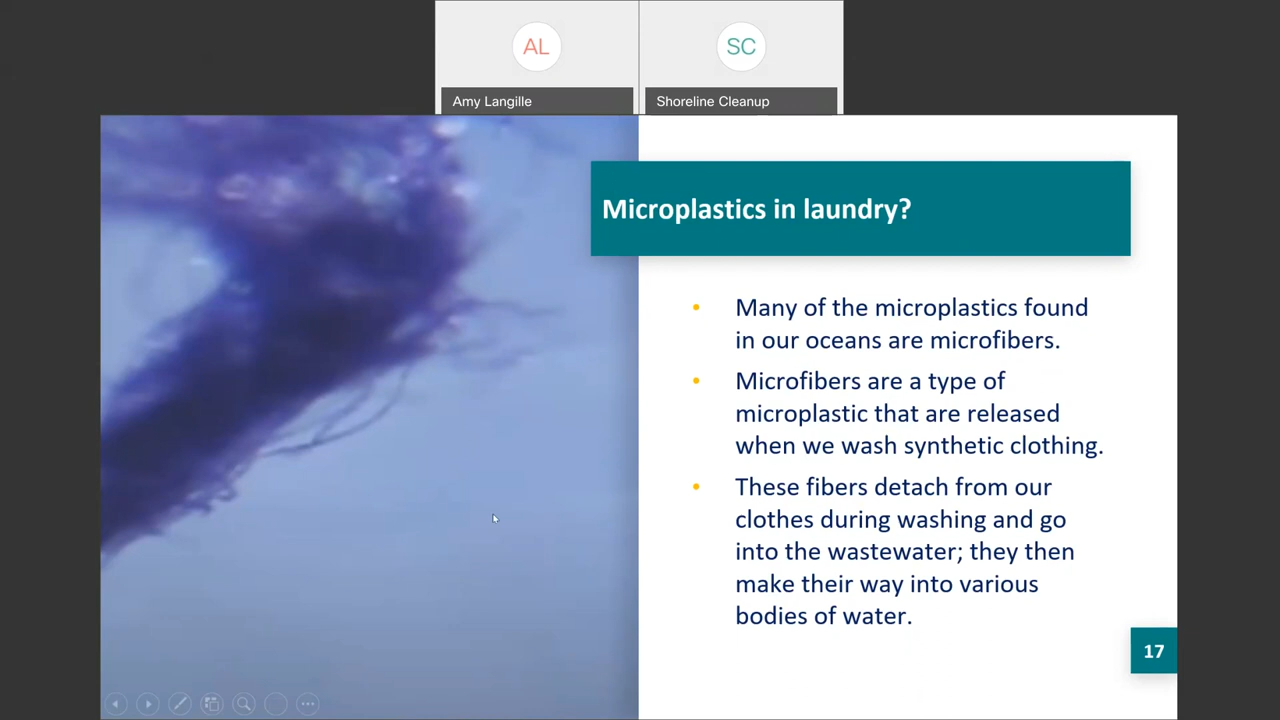 AL
SC
Amy Langille
Shoreline Cleanup
Microplastics in laundry?
• Many of the microplastics found
in our oceans are microfibers.
• Microfibers are a type of
microplastic that are released
when we wash synthetic clothing.
• These fibers detach from our
clothes during washing and go
into the wastewater; they then
make their way into various
bodies of water.
17